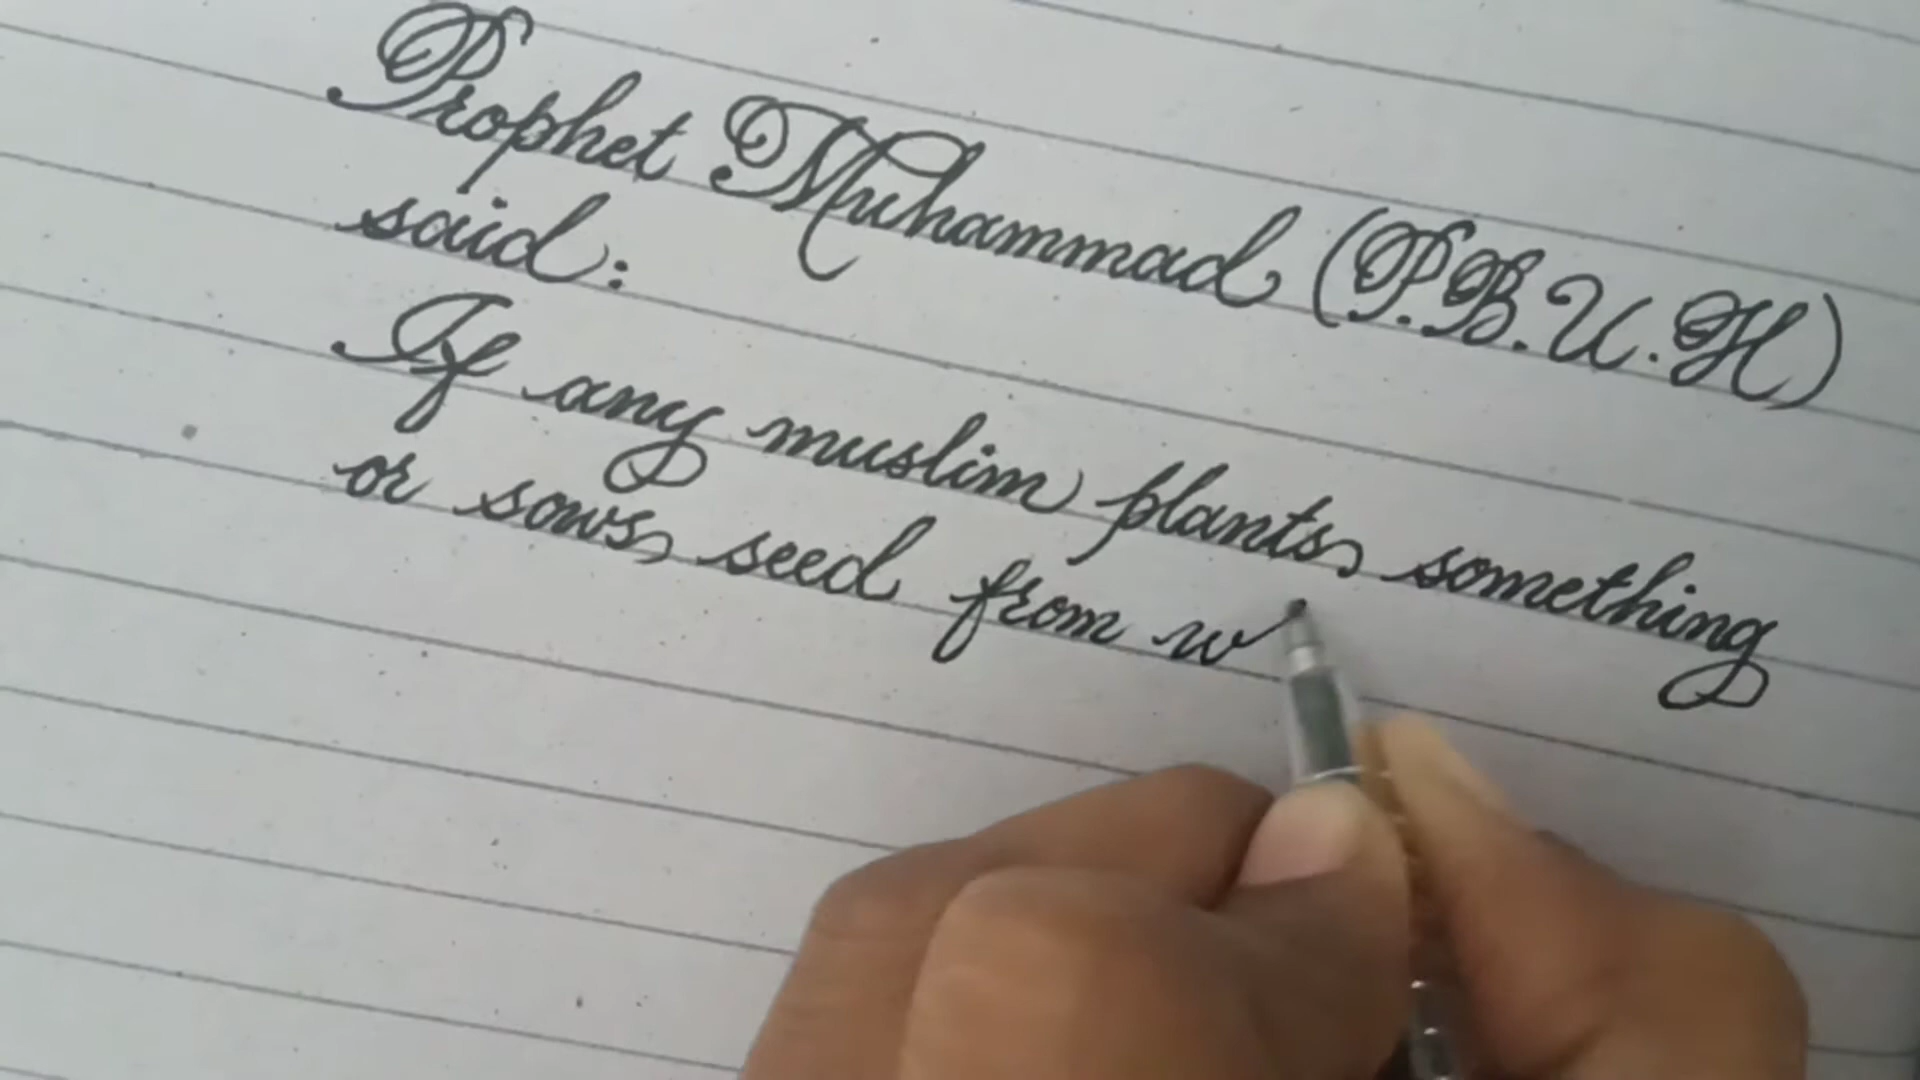 Prophet Muhammad (P.B.U.H)
said:
If any muslim plants something
or sows seed from w